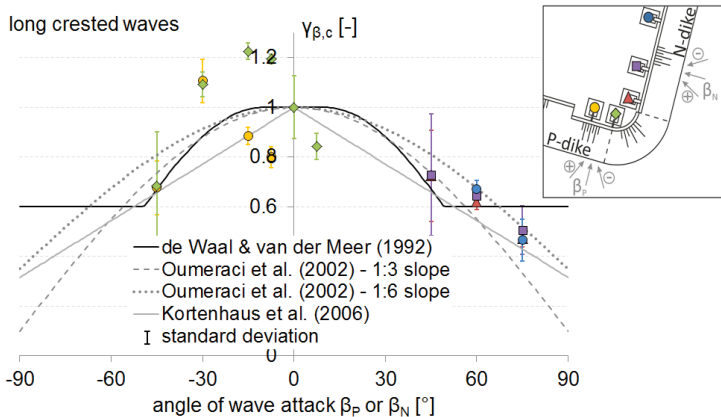 long crested waves
γβ,c [-]
1.2
1
0.8
0.6
0
de Waal & van der Meer (1992)
Oumeraci et al. (2002) - 1:3 slope
Oumeraci et al. (2002) - 1:6 slope
Kortenhaus et al. (2006)
standard deviation
-90 -60 -30 0 30 60 90
angle of wave attack βP or βN [°]
N-dike
βN
P-dike
βP